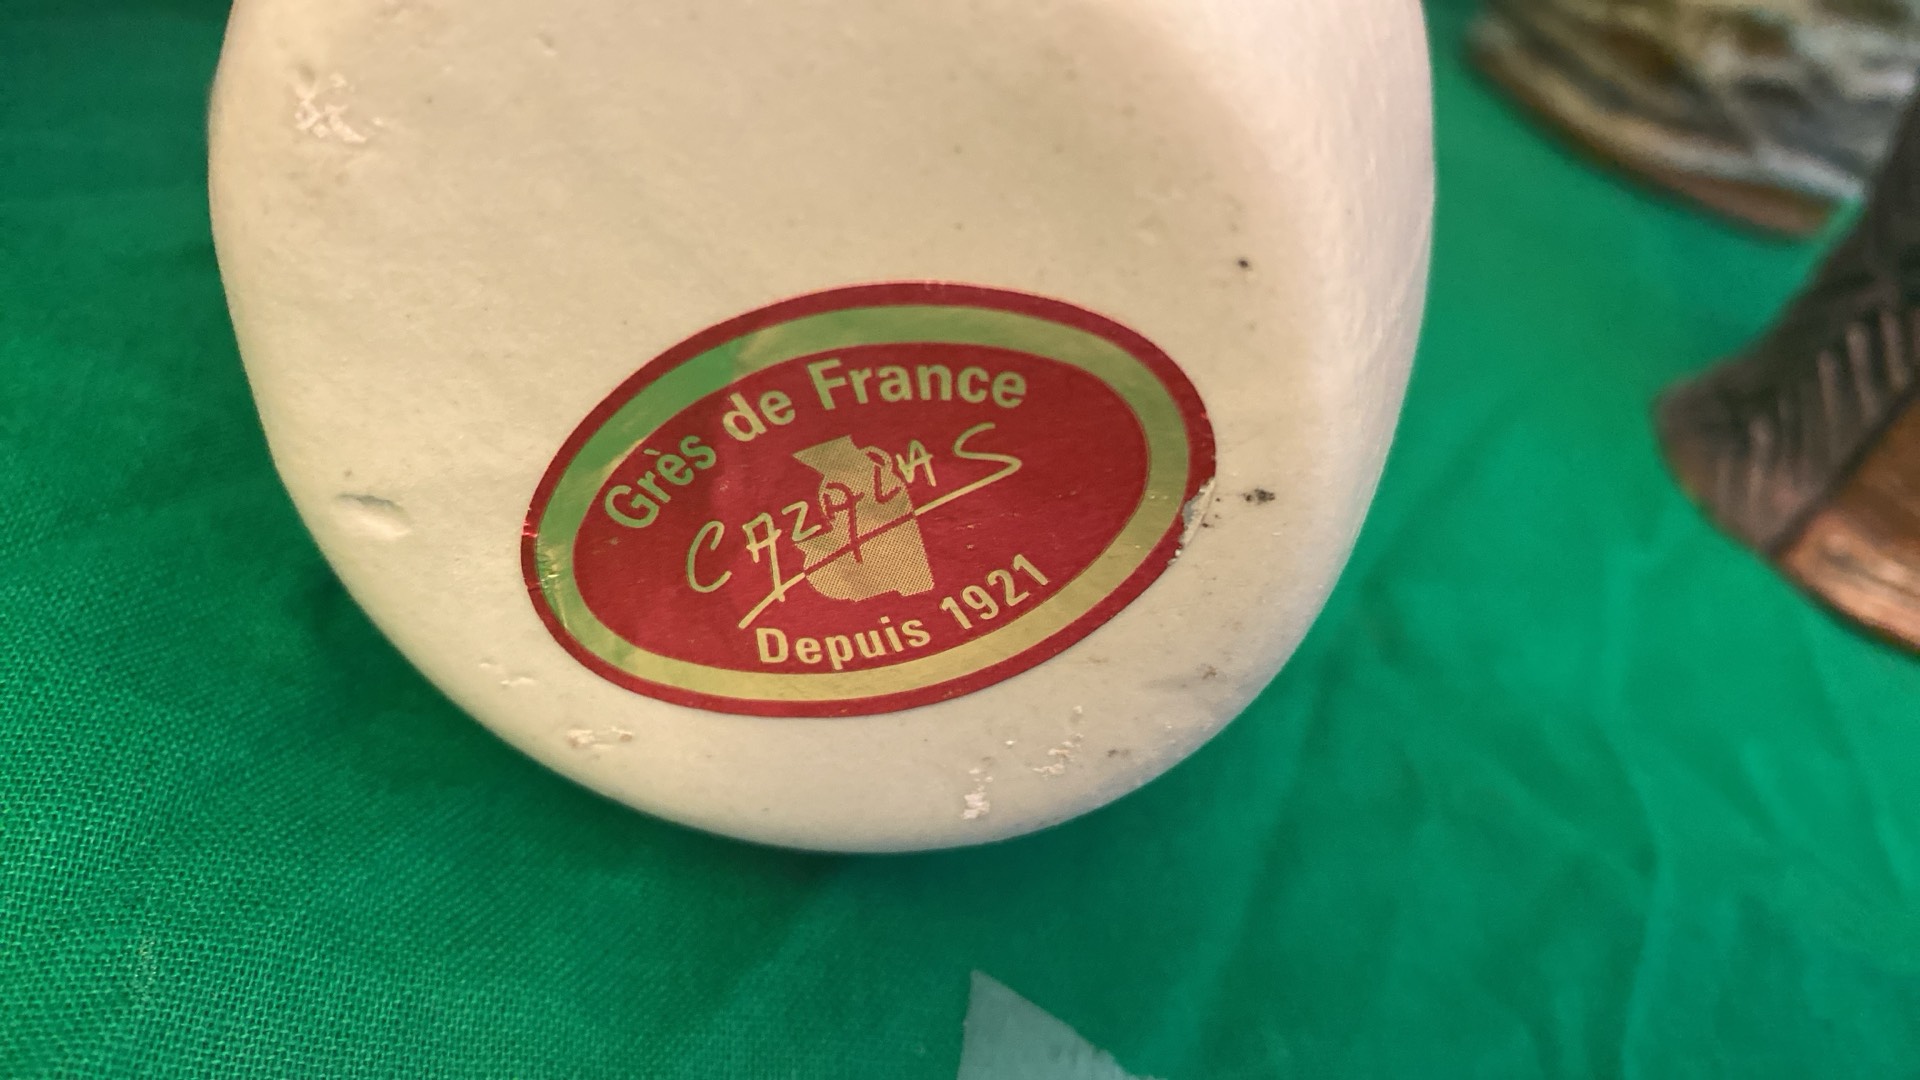 Grès de France
CAZALAS
Depuis 1921